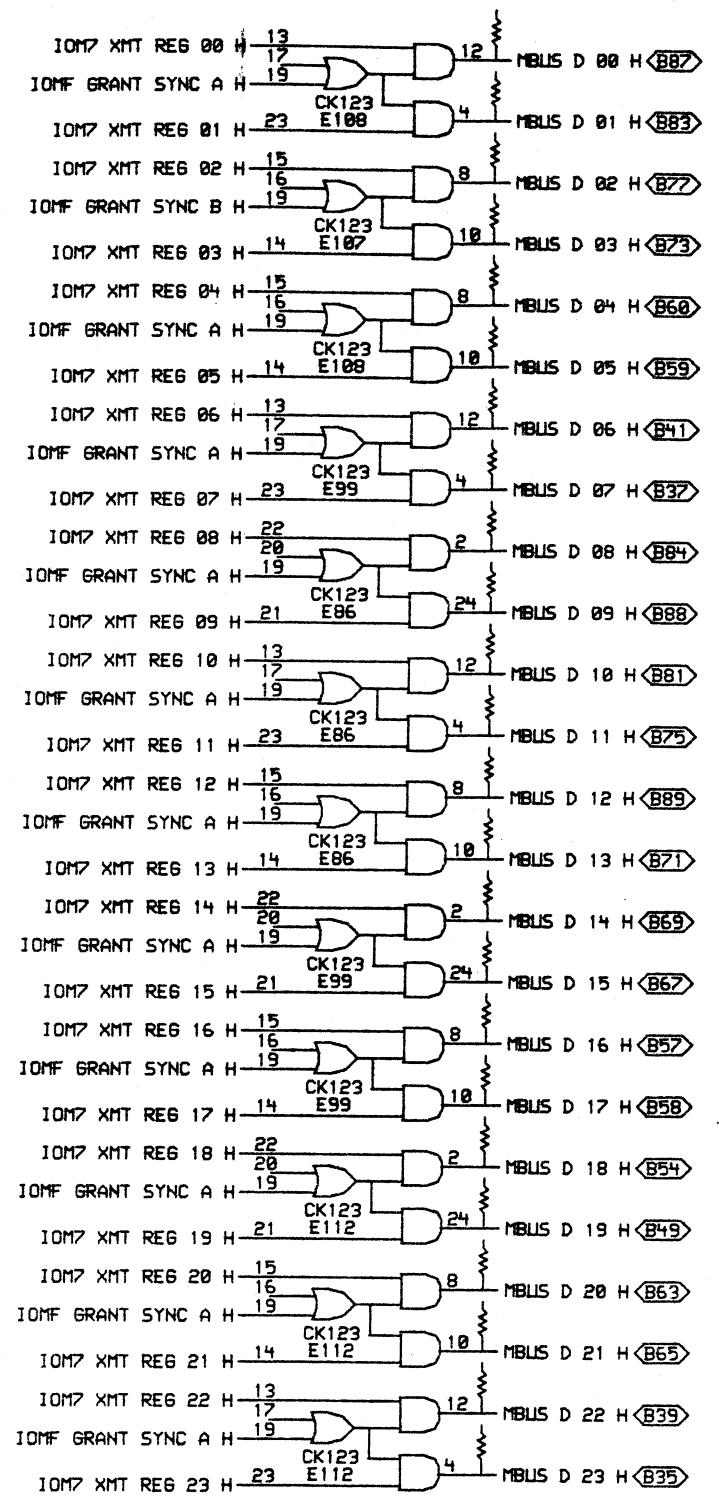 IOM7 XMT REG 00 H 13 12 MBUS D 00 H B87
17
IOMF GRANT SYNC A H 19
CK123
E108
IOM7 XMT REG 01 H 23 4 MBUS D 01 H B83
IOM7 XMT REG 02 H 15 8 MBUS D 02 H B77
16
IOMF GRANT SYNC B H 19
CK123
E107
IOM7 XMT REG 03 H 14 10 MBUS D 03 H B73
IOM7 XMT REG 04 H 15 8 MBUS D 04 H B60
16
IOMF GRANT SYNC A H 19
CK123
E108
IOM7 XMT REG 05 H 14 10 MBUS D 05 H B59
IOM7 XMT REG 06 H 13 12 MBUS D 06 H B41
17
IOMF GRANT SYNC A H 19
CK123
E99
IOM7 XMT REG 07 H 23 4 MBUS D 07 H B37
IOM7 XMT REG 08 H 22 2 MBUS D 08 H B84
20
IOMF GRANT SYNC A H 19
CK123
E86
IOM7 XMT REG 09 H 21 24 MBUS D 09 H B88
IOM7 XMT REG 10 H 13 12 MBUS D 10 H B81
17
IOMF GRANT SYNC A H 19
CK123
E86
IOM7 XMT REG 11 H 23 4 MBUS D 11 H B75
IOM7 XMT REG 12 H 15 8 MBUS D 12 H B89
16
IOMF GRANT SYNC A H 19
CK123
E86
IOM7 XMT REG 13 H 14 10 MBUS D 13 H B71
IOM7 XMT REG 14 H 22 2 MBUS D 14 H B69
20
IOMF GRANT SYNC A H 19
CK123
E99
IOM7 XMT REG 15 H 21 24 MBUS D 15 H B67
IOM7 XMT REG 16 H 15 8 MBUS D 16 H B57
16
IOMF GRANT SYNC A H 19
CK123
E99
IOM7 XMT REG 17 H 14 10 MBUS D 17 H B58
IOM7 XMT REG 18 H 22 2 MBUS D 18 H B54
20
IOMF GRANT SYNC A H 19
CK123
E112
IOM7 XMT REG 19 H 21 24 MBUS D 19 H B49
IOM7 XMT REG 20 H 15 8 MBUS D 20 H B63
16
IOMF GRANT SYNC A H 19
CK123
E112
IOM7 XMT REG 21 H 14 10 MBUS D 21 H B65
IOM7 XMT REG 22 H 13 12 MBUS D 22 H B39
17
IOMF GRANT SYNC A H 19
CK123
E112
IOM7 XMT REG 23 H 23 4 MBUS D 23 H B35